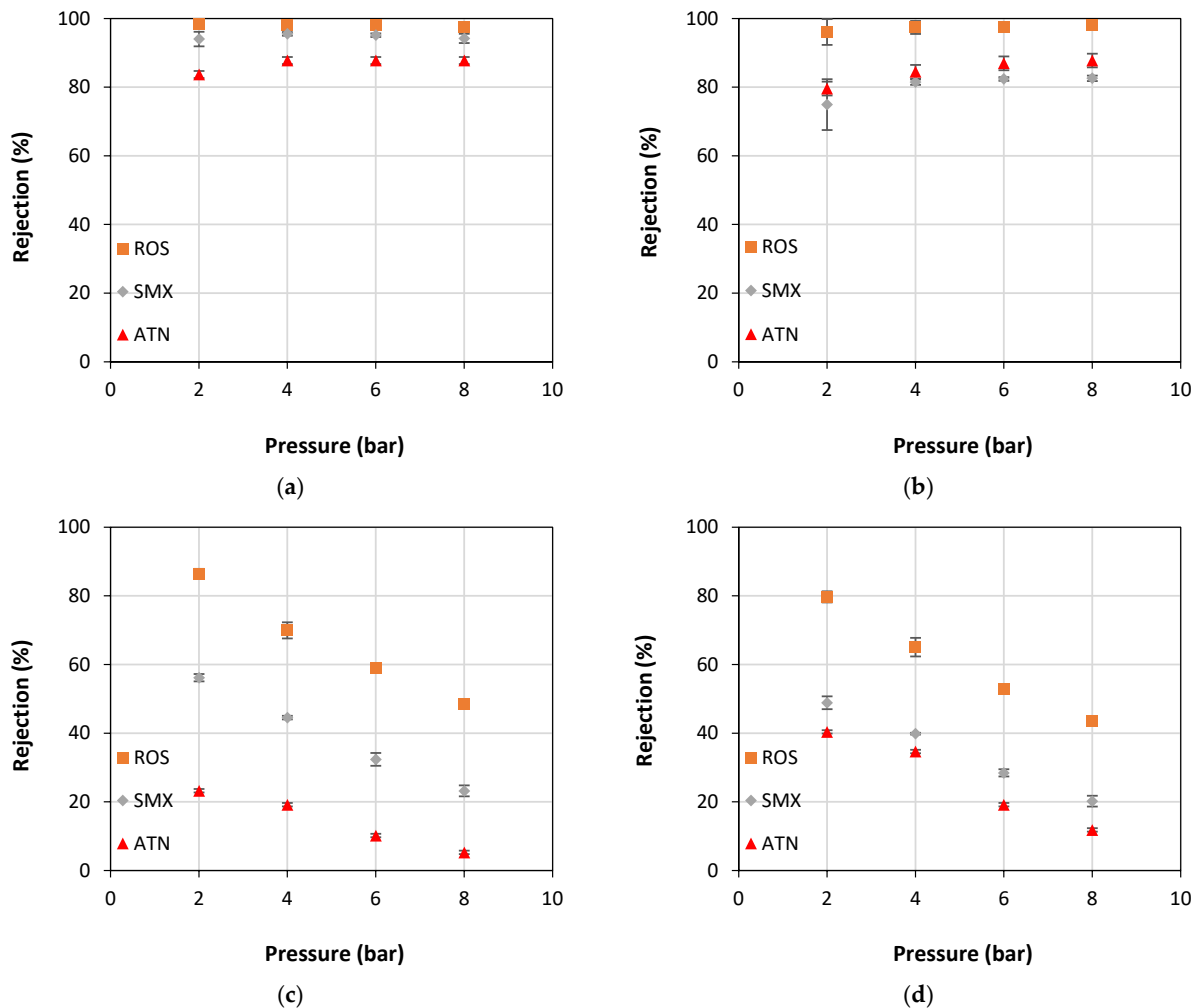 100
80
60
40
20
0
Rejection (%)
ROS
SMX
ATN
0 2 4 6 8 10
Pressure (bar)
(a)
100
80
60
40
20
0
Rejection (%)
ROS
SMX
ATN
0 2 4 6 8 10
Pressure (bar)
(b)
100
80
60
40
20
0
Rejection (%)
ROS
SMX
ATN
0 2 4 6 8 10
Pressure (bar)
(c)
100
80
60
40
20
0
Rejection (%)
ROS
SMX
ATN
0 2 4 6 8 10
Pressure (bar)
(d)